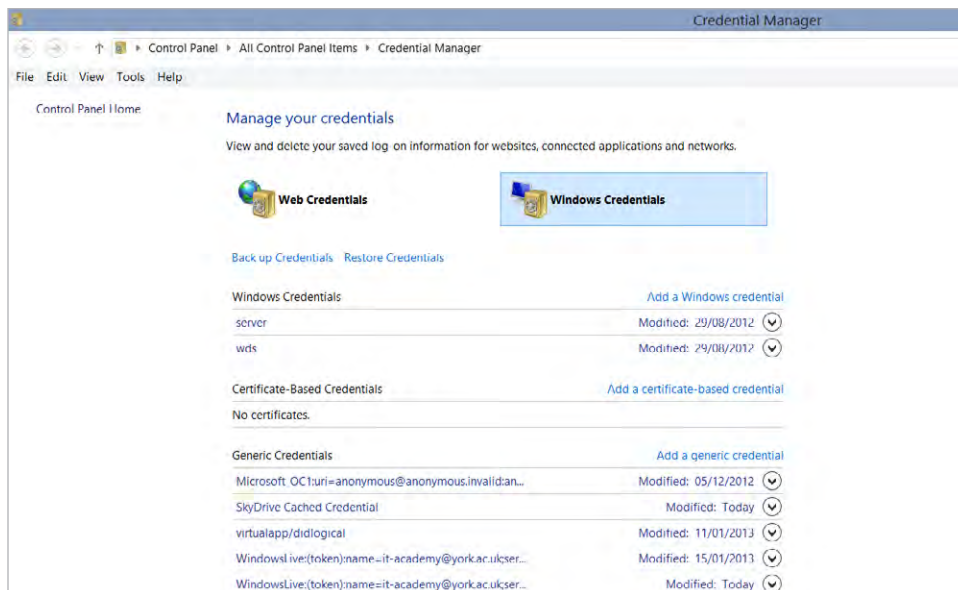 Credential Manager
Control Panel ▸ All Control Panel Items ▸ Credential Manager
File Edit View Tools Help
Control Panel Home
Manage your credentials
View and delete your saved log-on information for websites, connected applications and networks.
Web Credentials Windows Credentials
Back up Credentials Restore Credentials
Windows Credentials Add a Windows credential
server Modified: 29/08/2012
wds Modified: 29/08/2012
Certificate-Based Credentials Add a certificate-based credential
No certificates.
Generic Credentials Add a generic credential
Microsoft_OC1:uri=anonymous@anonymous.invalid:an... Modified: 05/12/2012
SkyDrive Cached Credential Modified: Today
virtualapp/didlogical Modified: 11/01/2013
WindowsLive:(token):name=it-academy@york.ac.uk;ser... Modified: 15/01/2013
WindowsLive:(token):name=it-academy@york.ac.uk;ser... Modified: Today